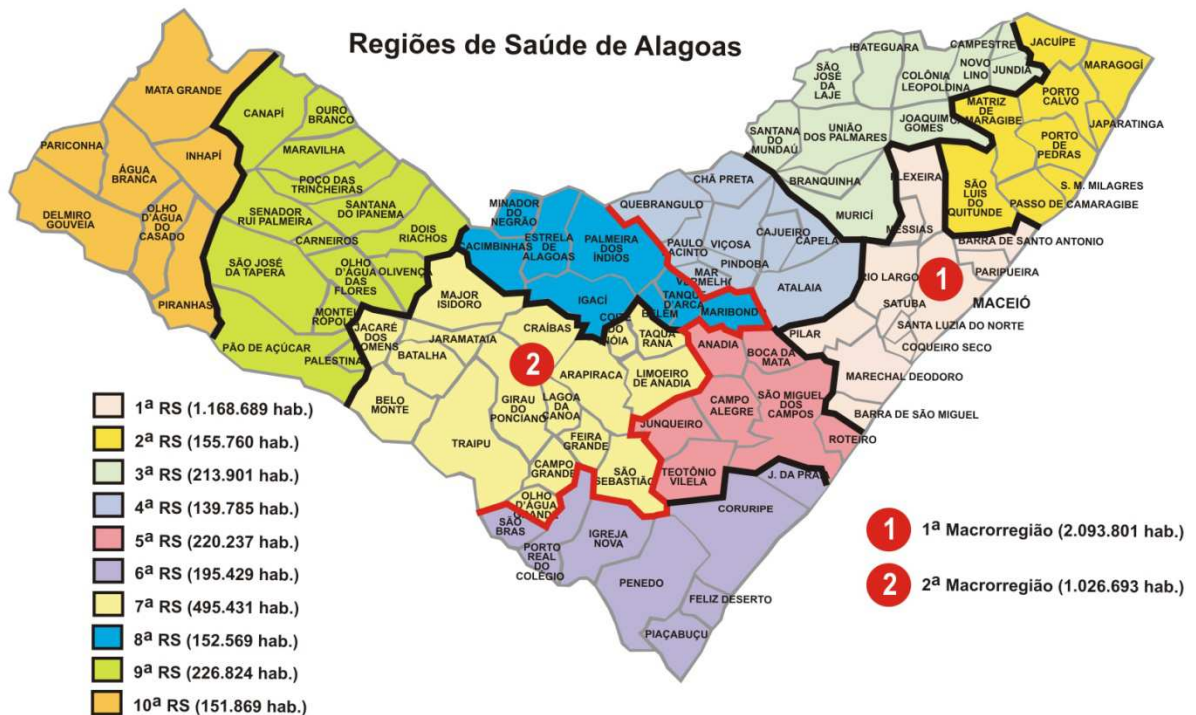 Regiões de Saúde de Alagoas
MATA GRANDE
PARICONHA
ÁGUA
BRANCA
INHAPÍ
DELMIRO
GOUVEIA
OLHO
D'ÁGUA
DO
CASADO
PIRANHAS
CANAPÍ
OURO
BRANCO
MARAVILHA
POÇO DAS
TRINCHEIRAS
SENADOR
RUI PALMEIRA
SANTANA
DO IPANEMA
CARNEIROS
DOIS
RIACHOS
SÃO JOSÉ
DA TAPERA
OLHO
D'ÁGUA
DAS
FLORES
OLIVENÇA
MONTEI
RÓPOLI
PÃO DE AÇÚCAR
PALESTINA
MINADOR
DO
NEGRÃO
CACIMBINHAS
ESTRELA
DE
ALAGOAS
PALMEIRA
DOS
ÍNDIOS
IGACÍ
TANQUE
D'ARCA
BELÉM
MARIBONDO
MAJOR
ISIDORO
JACARÉ
DOS
HOMENS
JARAMATAIA
BATALHA
CRAÍBAS
BELO
MONTE
TRAIPU
GIRAU
DO
PONCIANO
ARAPIRACA
LAGOA
DA
CANOA
FEIRA
GRANDE
CAMPO
GRANDE
OLHO
D'ÁGUA
GRANDE
SÃO
SEBASTIÃO
LIMOEIRO
DE ANADIA
TAQUA
RANA
NÓIA
QUEBRANGULO
CHÃ PRETA
PAULO
JACINTO
VIÇOSA
CAJUEIRO
CAPELA
PINDOBA
MAR
VERMELHO
ATALAIA
IBATEGUARA
SÃO
JOSÉ
DA
LAJE
COLÔNIA
LEOPOLDINA
CAMPESTRE
NOVO
LINO
JUNDIA
SANTANA
DO
MUNDAÚ
UNIÃO
DOS PALMARES
JOAQUIM
GOMES
BRANQUINHA
MURICÍ
JACUÍPE
MARAGOGÍ
MATRIZ
DE
CAMARAGIBE
PORTO
CALVO
JAPARATINGA
PORTO
DE
PEDRAS
SÃO
LUIS
DO
QUITUNDE
S. M. MILAGRES
PASSO DE CAMARAGIBE
FLEXEIRA
MESSIAS
BARRA DE SANTO ANTONIO
RIO LARGO
1
PARIPUEIRA
SATUBA
MACEIÓ
SANTA LUZIA DO NORTE
PILAR
COQUEIRO SECO
MARECHAL DEODORO
BARRA DE SÃO MIGUEL
ANADIA
BOCA DA
MATA
CAMPO
ALEGRE
SÃO MIGUEL
DOS
CAMPOS
JUNQUEIRO
ROTEIRO
TEOTÔNIO
VILELA
J. DA PRAIA
CORURIPE
SÃO
BRAS
IGREJA
NOVA
PORTO
REAL
DO
COLÉGIO
PENEDO
FELIZ DESERTO
PIAÇABUÇU
2
1ª RS (1.168.689 hab.)
2ª RS (155.760 hab.)
3ª RS (213.901 hab.)
4ª RS (139.785 hab.)
5ª RS (220.237 hab.)
6ª RS (195.429 hab.)
7ª RS (495.431 hab.)
8ª RS (152.569 hab.)
9ª RS (226.824 hab.)
10ª RS (151.869 hab.)
1 1ª Macrorregião (2.093.801 hab.)
2 2ª Macrorregião (1.026.693 hab.)